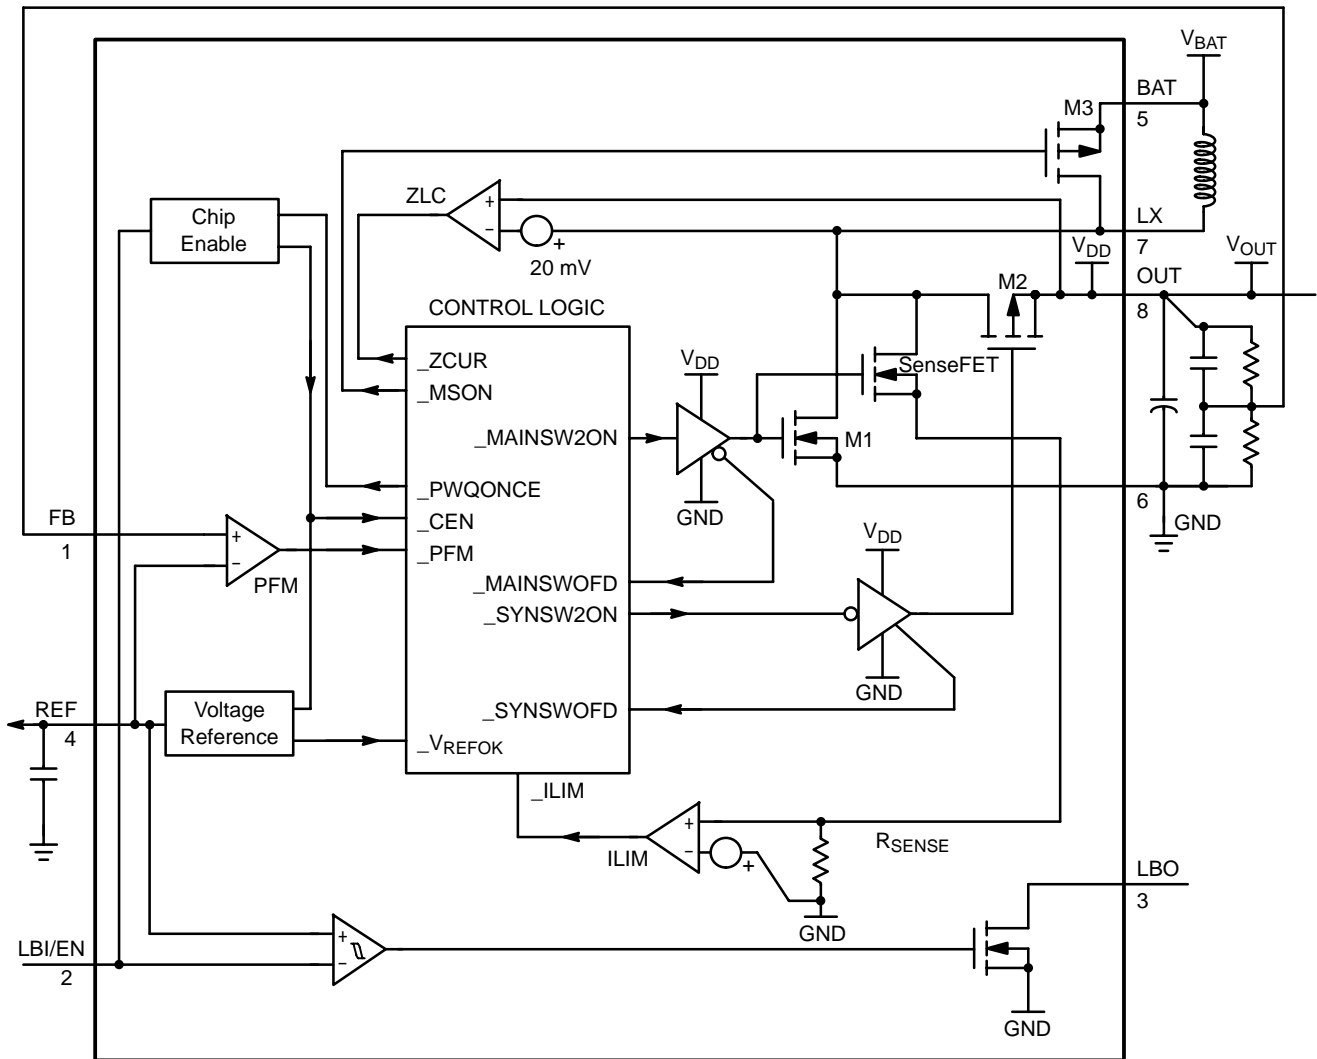 VBAT
BAT
5
M3
ZLC
+
−
+
20 mV
LX
7
VDD
VOUT
OUT
8
M2
Chip
Enable
CONTROL LOGIC
_ZCUR
_MSON
_MAINSW2ON
_PWQONCE
_CEN
_PFM
_MAINSWOFD
_SYNSW2ON
_SYNSWOFD
_VREFOK
_ILIM
VDD
GND
SenseFET
M1
6
GND
FB
1
+
−
PFM
VDD
GND
REF
4
Voltage
Reference
+
−
+
ILIM
RSENSE
GND
LBO
3
LBI/EN
2
+
−
GND